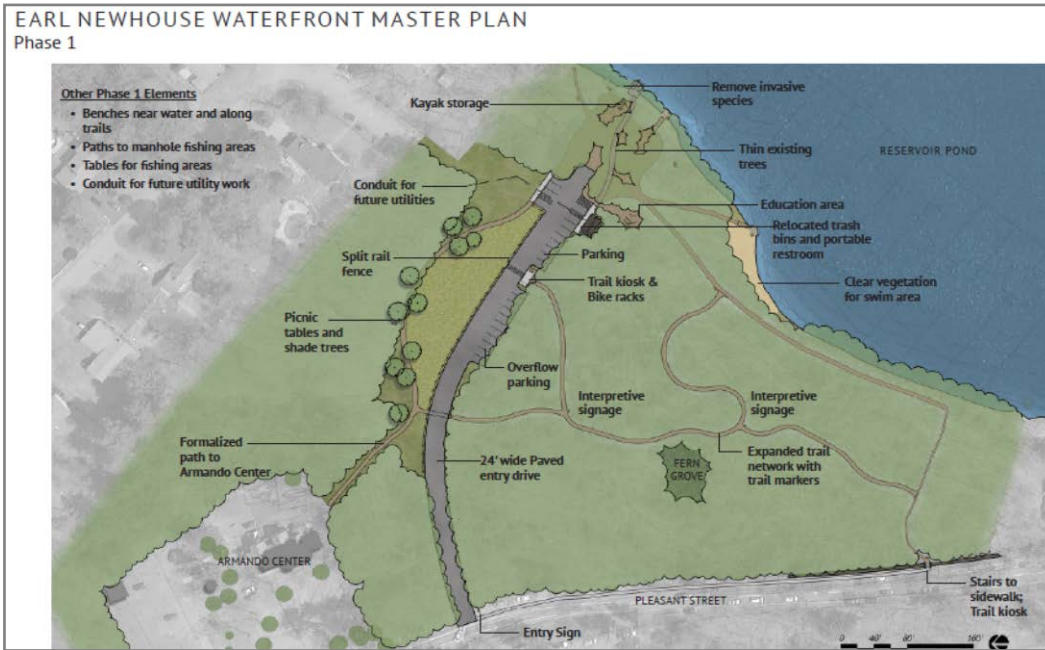 EARL NEWHOUSE WATERFRONT MASTER PLAN
Phase 1
Other Phase 1 Elements
• Benches near water and along
trails
• Paths to manhole fishing areas
• Tables for fishing areas
• Conduit for future utility work
Kayak storage
Remove invasive
species
Thin existing
trees
RESERVOIR POND
Conduit for
future utilities
Education area
Relocated trash
bins and portable
restroom
Split rail
fence
Parking
Trail kiosk &
Bike racks
Clear vegetation
for swim area
Picnic
tables and
shade trees
Overflow
parking
Interpretive
signage
Interpretive
signage
Formalized
path to
Armando Center
24' wide Paved
entry drive
FERN
GROVE
Expanded trail
network with
trail markers
ARMANDO CENTER
PLEASANT STREET
Stairs to
sidewalk;
Trail kiosk
Entry Sign
0 40' 80' 160'